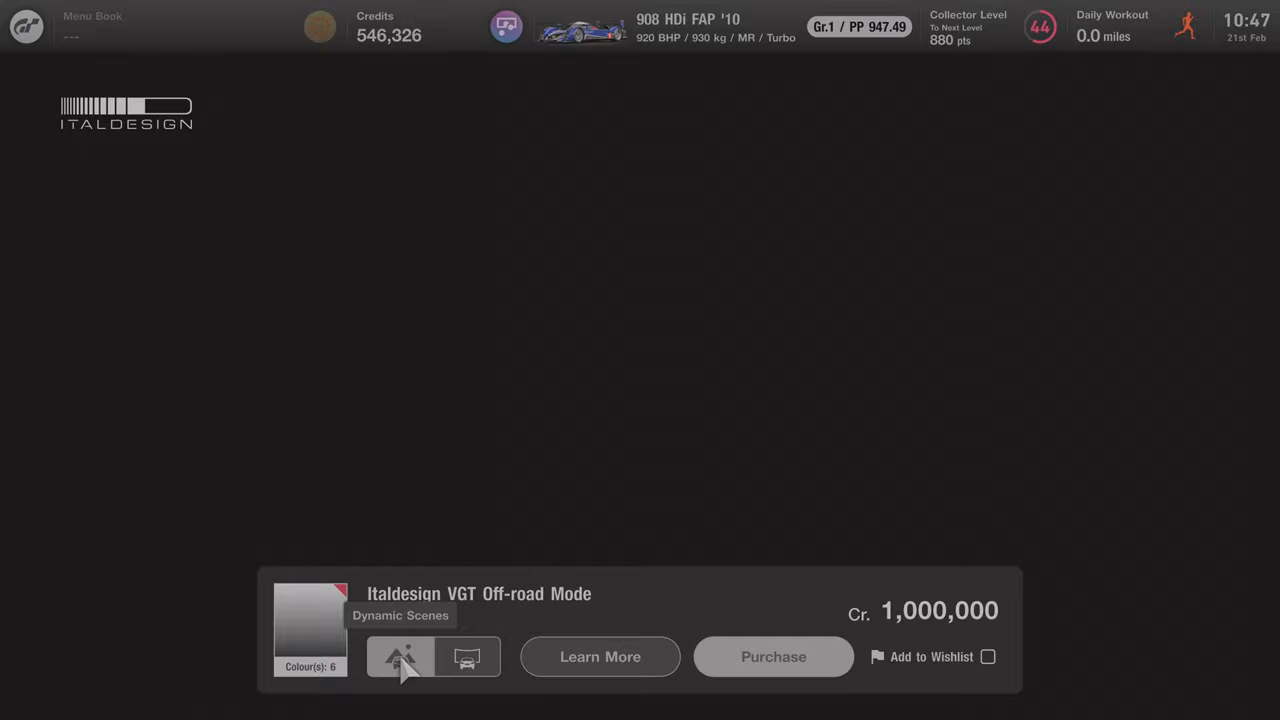 Menu Book
---
Credits
546,326
908 HDi FAP '10
920 BHP / 930 kg / MR / Turbo
Gr.1 / PP 947.49
Collector Level
To Next Level
880 pts
44
Daily Workout
0.0 miles
10:47
21st Feb
ITALDESIGN
Italdesign VGT Off-road Mode
Dynamic Scenes
Colour(s): 6
Cr. 1,000,000
Learn More
Purchase
Add to Wishlist